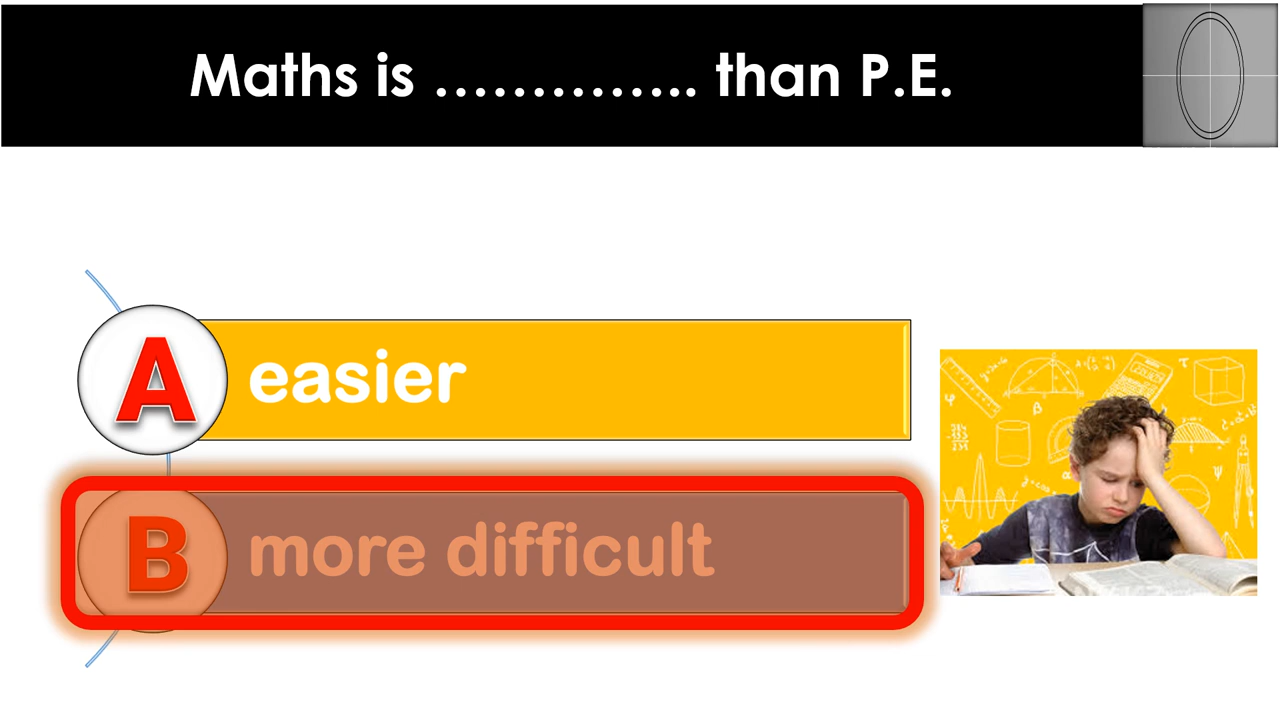 Maths is ………….. than P.E.
A easier
B more difficult